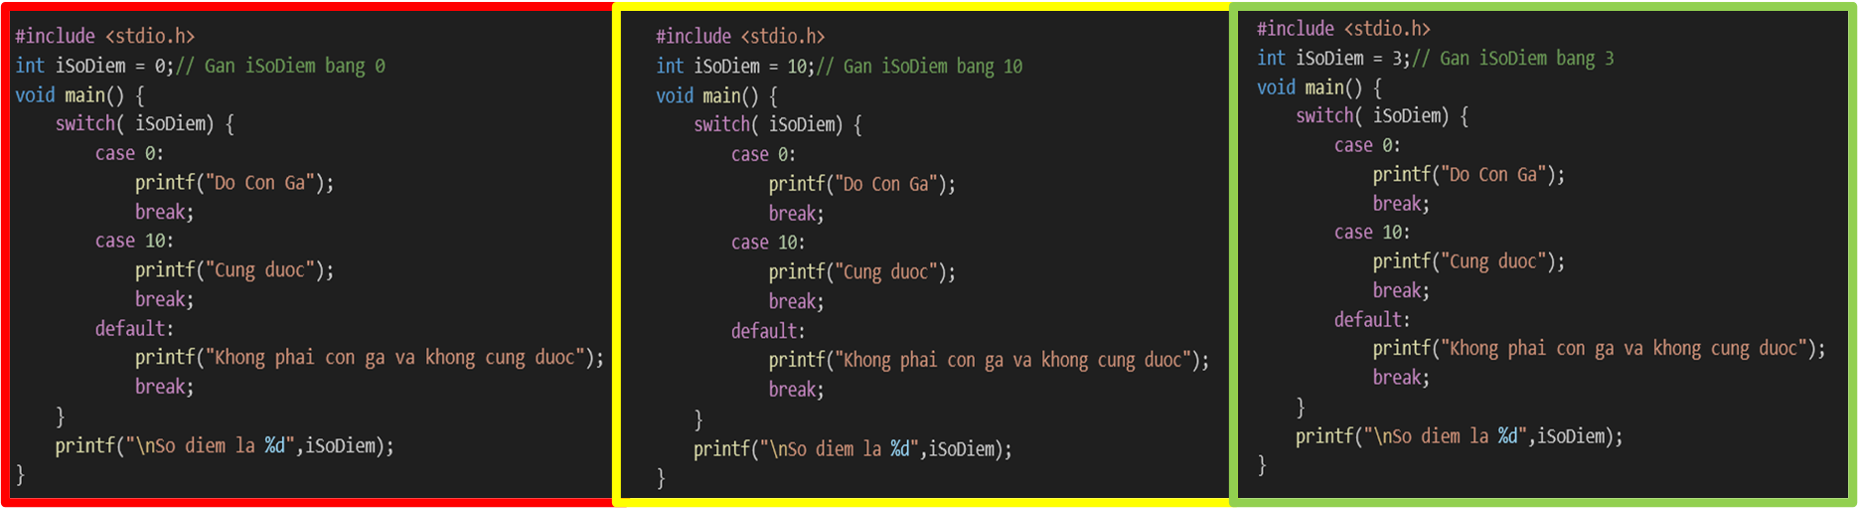 #include <stdio.h>
int iSoDiem = 0;// Gan iSoDiem bang 0
void main() {
    switch( iSoDiem) {
        case 0:
            printf("Do Con Ga");
            break;
        case 10:
            printf("Cung duoc");
            break;
        default:
            printf("Khong phai con ga va khong cung duoc");
            break;
    }
    printf("\nSo diem la %d",iSoDiem);
}
#include <stdio.h>
int iSoDiem = 10;// Gan iSoDiem bang 10
void main() {
    switch( iSoDiem) {
        case 0:
            printf("Do Con Ga");
            break;
        case 10:
            printf("Cung duoc");
            break;
        default:
            printf("Khong phai con ga va khong cung duoc");
            break;
    }
    printf("\nSo diem la %d",iSoDiem);
}
#include <stdio.h>
int iSoDiem = 3;// Gan iSoDiem bang 3
void main() {
    switch( iSoDiem) {
        case 0:
            printf("Do Con Ga");
            break;
        case 10:
            printf("Cung duoc");
            break;
        default:
            printf("Khong phai con ga va khong cung duoc");
            break;
    }
    printf("\nSo diem la %d",iSoDiem);
}